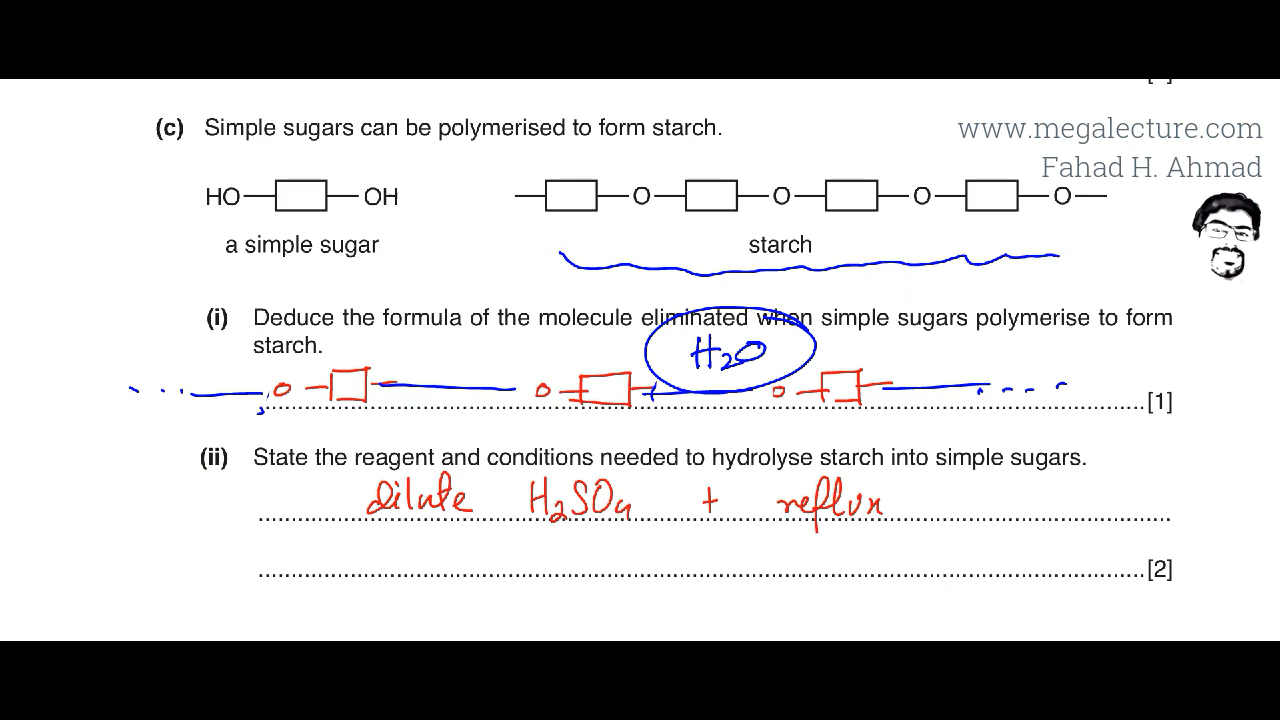 (c) Simple sugars can be polymerised to form starch.
www.megalecture.com
Fahad H. Ahmad
HO OH O O O O
a simple sugar starch
(i) Deduce the formula of the molecule eliminated when simple sugars polymerise to form
starch.
H₂O
O O O
[1]
(ii) State the reagent and conditions needed to hydrolyse starch into simple sugars.
dilute H₂SO₄ + reflux
[2]